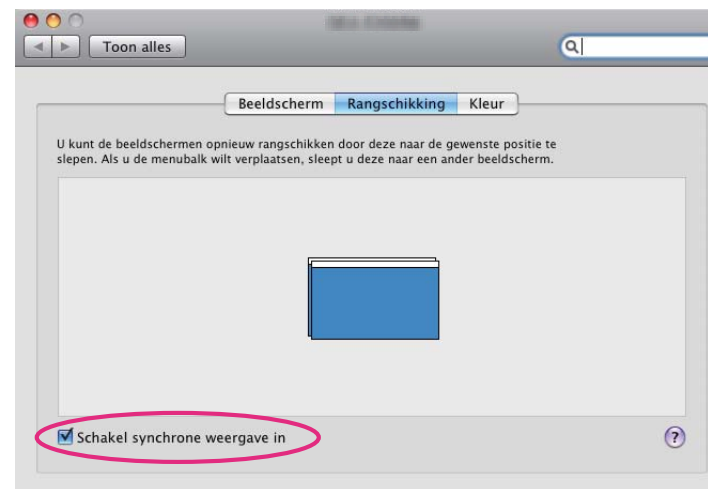 Toon alles
Beeldscherm Rangschikking Kleur
U kunt de beeldschermen opnieuw rangschikken door deze naar de gewenste positie te
slepen. Als u de menubalk wilt verplaatsen, sleept u deze naar een ander beeldscherm.
Schakel synchrone weergave in
?